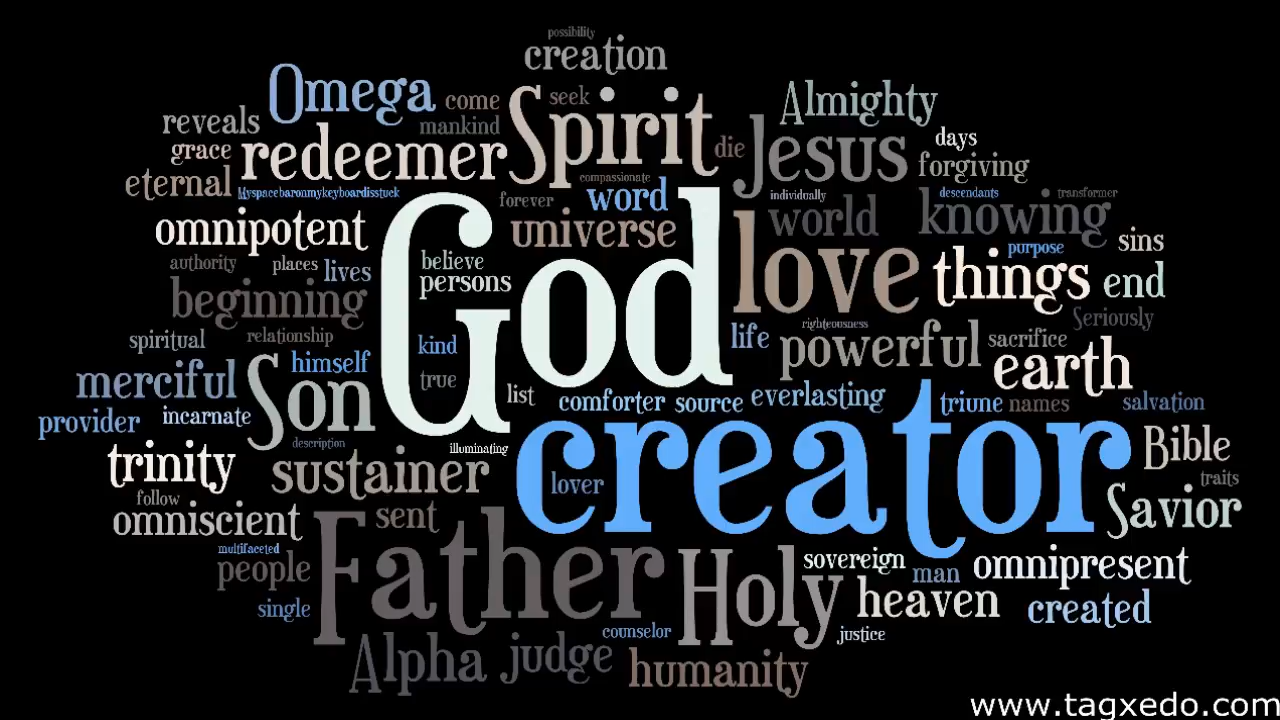 possibility
creation
Omega come seek Almighty
reveals mankind Spirit Jesus days
grace redeemer die forgiving
eternal compassionate
Myspacebaronmykeyboardisstuck forever word individually descendants transformer
omnipotent God universe love world knowing
authority places lives believe things purpose sins
beginning persons end
spiritual relationship kind life righteousness powerful sacrifice Seriously
merciful himself true earth
provider incarnate Son list comforter source everlasting triune names salvation
description illuminating creator Bible
trinity sustainer lover traits
follow Savior
omniscient sent
multifaceted Father Holy sovereign omnipresent
people man
single heaven created
counselor justice
Alpha judge humanity
www.tagxedo.com